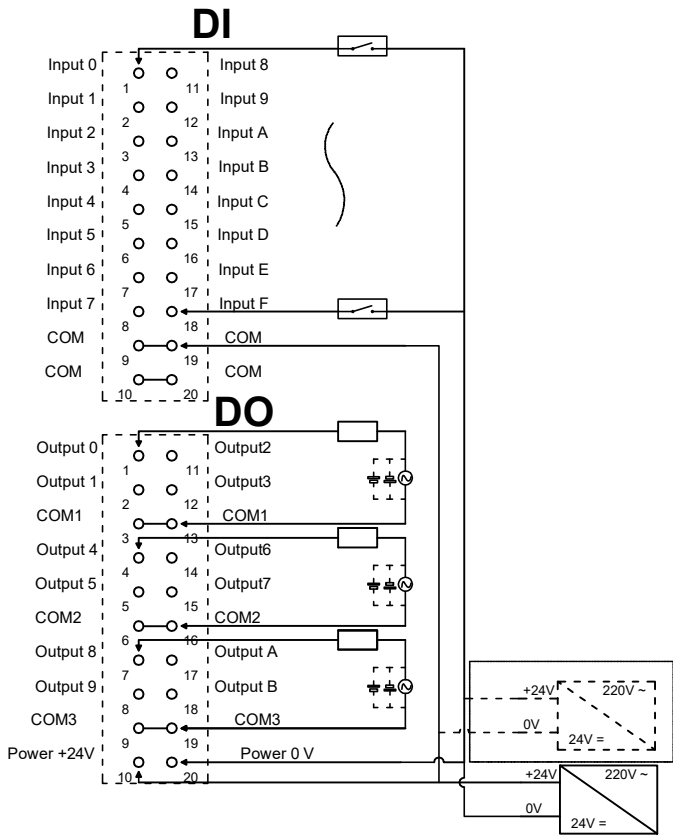 DI
Input 0
Input 8
1
11
Input 1
Input 9
2
12
Input 2
Input A
3
13
Input 3
Input B
4
14
Input 4
Input C
5
15
Input 5
Input D
6
16
Input 6
Input E
7
17
Input 7
Input F
8
18
COM
COM
9
19
COM
COM
10
20
DO
Output 0
Output2
1
11
Output 1
Output3
2
12
COM1
COM1
3
13
Output 4
Output6
4
14
Output 5
Output7
5
15
COM2
COM2
6
16
Output 8
Output A
7
17
Output 9
Output B
8
18
COM3
COM3
9
19
Power +24V
Power 0 V
10
20
+24V
220V ~
0V
24V =
+24V
220V ~
0V
24V =